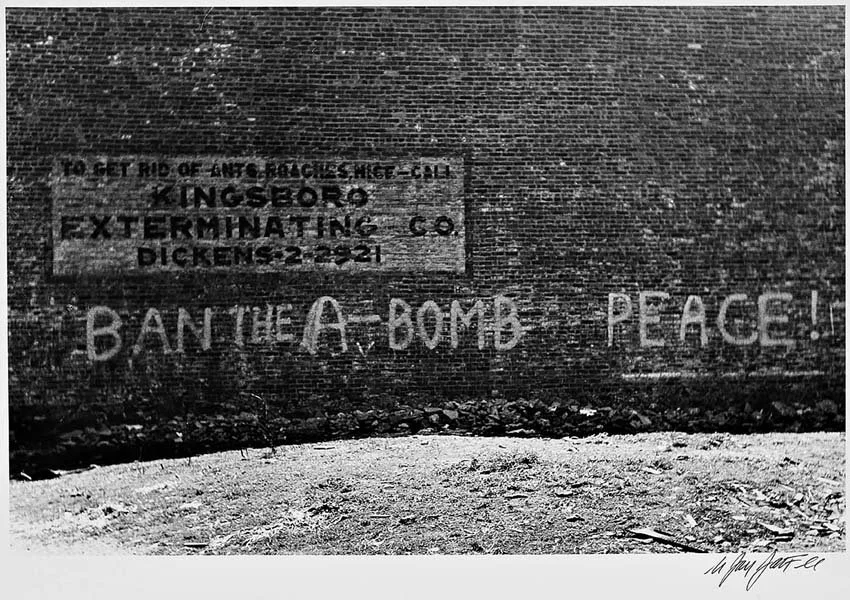 TO GET RID OF ANTS, ROACHES, MICE-CALL
KINGSBORO
EXTERMINATING CO.
DICKENS-2-2921
BAN THE A-BOMB PEACE!